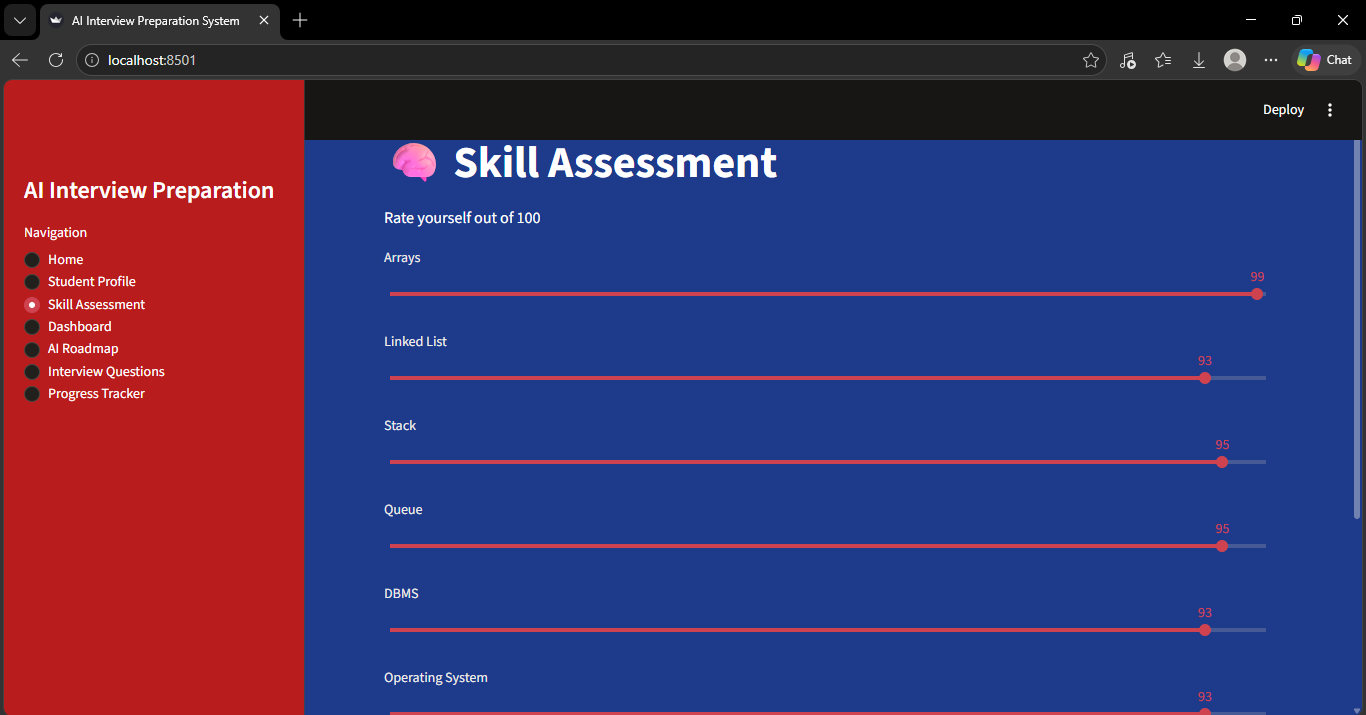 AI Interview Preparation System
localhost:8501
Chat
Deploy
AI Interview Preparation
Navigation
Home
Student Profile
Skill Assessment
Dashboard
AI Roadmap
Interview Questions
Progress Tracker
Skill Assessment
Rate yourself out of 100
Arrays
99
Linked List
93
Stack
95
Queue
95
DBMS
93
Operating System
93